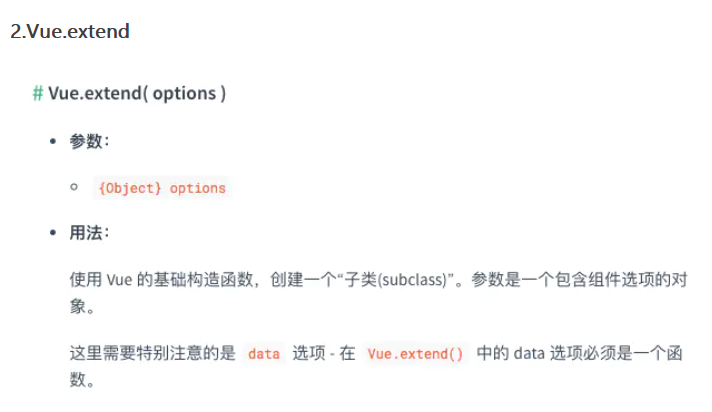 2.Vue.extend
# Vue.extend( options )
参数：
{Object} options
用法：
使用 Vue 的基础构造函数，创建一个“子类(subclass)”。参数是一个包含组件选项的对
象。
这里需要特别注意的是 data 选项 - 在 Vue.extend() 中的 data 选项必须是一个函
数。